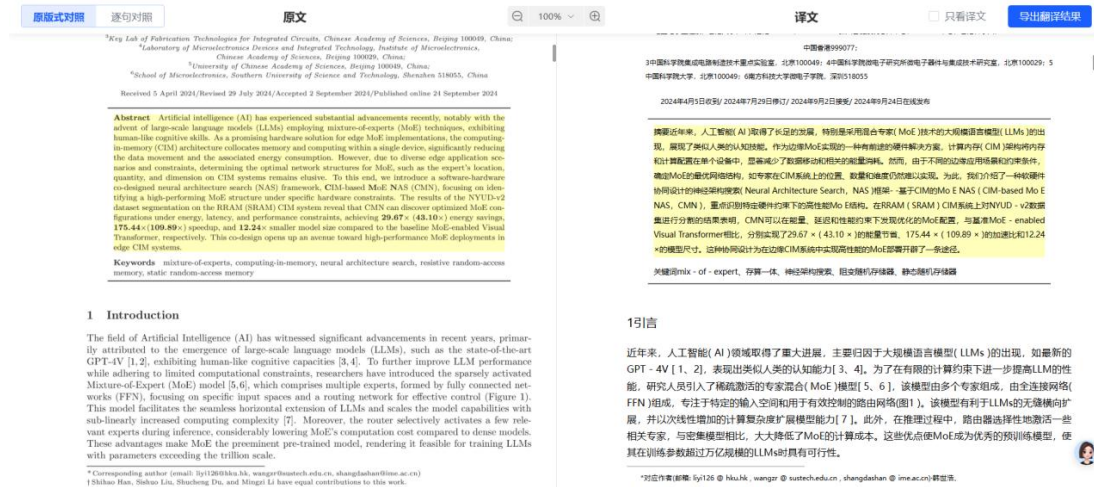 原版式对照
逐句对照
原文
100%
译文
只看译文
导出翻译结果
³Key Lab of Fabrication Technologies for Integrated Circuits, Chinese Academy of Sciences, Beijing 100049, China;
⁴Laboratory of Microelectronics Devices and Integrated Technology, Institute of Microelectronics,
Chinese Academy of Sciences, Beijing 100029, China;
⁵University of Chinese Academy of Sciences, Beijing 100049, China;
⁶School of Microelectronics, Southern University of Science and Technology, Shenzhen 518055, China
Received 5 April 2024/Revised 29 July 2024/Accepted 2 September 2024/Published online 24 September 2024
Abstract Artificial intelligence (AI) has experienced substantial advancements recently, notably with the
advent of large-scale language models (LLMs) employing mixture-of-experts (MoE) techniques, exhibiting
human-like cognitive skills. As a promising hardware solution for edge MoE implementations, the computing-
in-memory (CIM) architecture collocates memory and computing within a single device, significantly reducing
the data movement and the associated energy consumption. However, due to diverse edge application sce-
narios and constraints, determining the optimal network structures for MoE, such as the expert's location,
quantity, and dimension on CIM systems remains elusive. To this end, we introduce a software-hardware
co-designed neural architecture search (NAS) framework, CIM-based MoE NAS (CMN), focusing on iden-
tifying a high-performing MoE structure under specific hardware constraints. The results of the NYUD-v2
dataset segmentation on the RRAM (SRAM) CIM system reveal that CMN can discover optimized MoE con-
figurations under energy, latency, and performance constraints, achieving 29.67× (43.10×) energy savings,
175.44×(109.89×) speedup, and 12.24× smaller model size compared to the baseline MoE-enabled Visual
Transformer, respectively. This co-design opens up an avenue toward high-performance MoE deployments in
edge CIM systems.
Keywords mixture-of-experts, computing-in-memory, neural architecture search, resistive random-access
memory, static random-access memory
1 Introduction
The field of Artificial Intelligence (AI) has witnessed significant advancements in recent years, primar-
ily attributed to the emergence of large-scale language models (LLMs), such as the state-of-the-art
GPT-4V [1,2], exhibiting human-like cognitive capacities [3,4]. To further improve LLM performance
while adhering to limited computational constraints, researchers have introduced the sparsely activated
Mixture-of-Expert (MoE) model [5,6], which comprises multiple experts, formed by fully connected net-
works (FFN), focusing on specific input spaces and a routing network for effective control (Figure 1).
This model facilitates the seamless horizontal extension of LLMs and scales the model capabilities with
sub-linearly increased computing complexity [7]. Moreover, the router selectively activates a few rele-
vant experts during inference, considerably lowering MoE's computation cost compared to dense models.
These advantages make MoE the preeminent pre-trained model, rendering it feasible for training LLMs
with parameters exceeding the trillion scale.
*Corresponding author (email: liyi126@hku.hk, wangzr@sustech.edu.cn, shangdashan@ime.ac.cn)
†Shihao Han, Sishuo Liu, Shucheng Du, and Mingzi Li have equal contributions to this work.
中国香港999077;
3中国科学院集成电路制造技术重点实验室，北京100049；4中国科学院微电子研究所微电子器件与集成技术研究室，北京100029；5
中国科学院大学，北京100049；6南方科技大学微电子学院，深圳518055
2024年4月5日收到/ 2024年7月29日修订/ 2024年9月2日接受/ 2024年9月24日在线发布
摘要近年来，人工智能( AI )取得了长足的发展，特别是采用混合专家( MoE )技术的大规模语言模型( LLMs )的出
现，展现了类似人类的认知技能。作为边缘MoE实现的一种有前途的硬件解决方案，计算内存( CIM )架构将内存
和计算配置在单个设备中，显著减少了数据移动和相关的能量消耗。然而，由于不同的边缘应用场景和约束条件，
确定MoE的最优网络结构，如专家在CIM系统上的位置、数量和维度仍然难以实现。为此，我们介绍了一种软硬件
协同设计的神经架构搜索( Neural Architecture Search，NAS )框架- -基于CIM的Mo E NAS ( CIM-based Mo E
NAS，CMN )，重点识别特定硬件约束下的高性能Mo E结构。在RRAM ( SRAM ) CIM系统上对NYUD - v2数据
集进行分割的结果表明，CMN可以在能量、延迟和性能约束下发现优化的MoE配置，与基准MoE - enabled
Visual Transformer相比，分别实现了29.67 × ( 43.10 × )的能量节省、175.44 × ( 109.89 × )的加速比和12.24
×的模型尺寸。这种协同设计为在边缘CIM系统中实现高性能的MoE部署开辟了一条途径。
关键词mix - of - expert、存算一体、神经架构搜索、阻变随机存储器、静态随机存储器
1引言
近年来，人工智能( AI )领域取得了重大进展，主要归因于大规模语言模型( LLMs )的出现，如最新的
GPT - 4V [ 1、2 ]，表现出类似人类的认知能力[ 3、4 ]。为了在有限的计算约束下进一步提高LLM的性
能，研究人员引入了稀疏激活的专家混合( MoE )模型[ 5、6 ]，该模型由多个专家组成，由全连接网络(
FFN )组成，专注于特定的输入空间和用于有效控制的路由网络(图1 )。该模型有利于LLMs的无缝横向扩
展，并以次线性增加的计算复杂度扩展模型能力[ 7 ]。此外，在推理过程中，路由器选择性地激活一些
相关专家，与密集模型相比，大大降低了MoE的计算成本。这些优点使MoE成为优秀的预训练模型，使
其在训练参数超过万亿规模的LLMs时具有可行性。
*对应作者(邮箱: liyi126 @ hku.hk , wangzr @ sustech.edu.cn , shangdashan @ ime.ac.cn)·韩世浩，